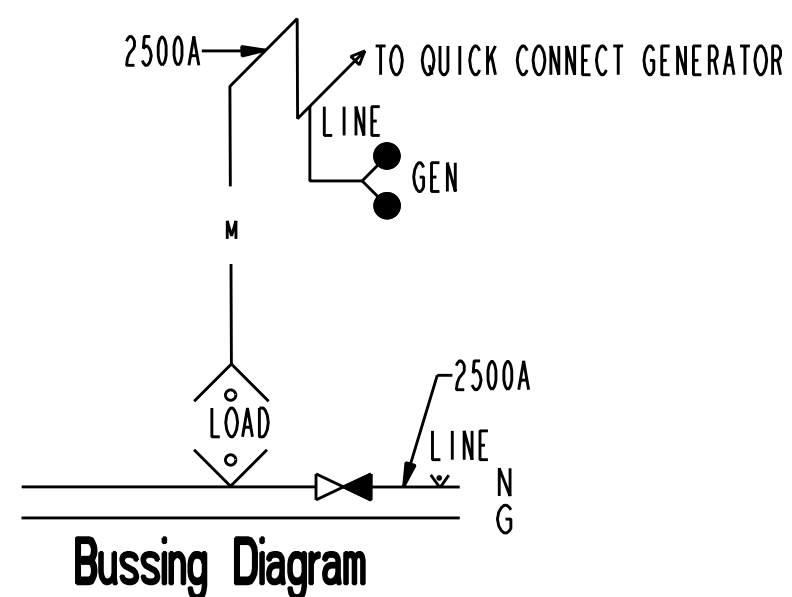 2500A
TO QUICK CONNECT GENERATOR
LINE
GEN
M
2500A
LOAD
LINE
N
G
Bussing Diagram